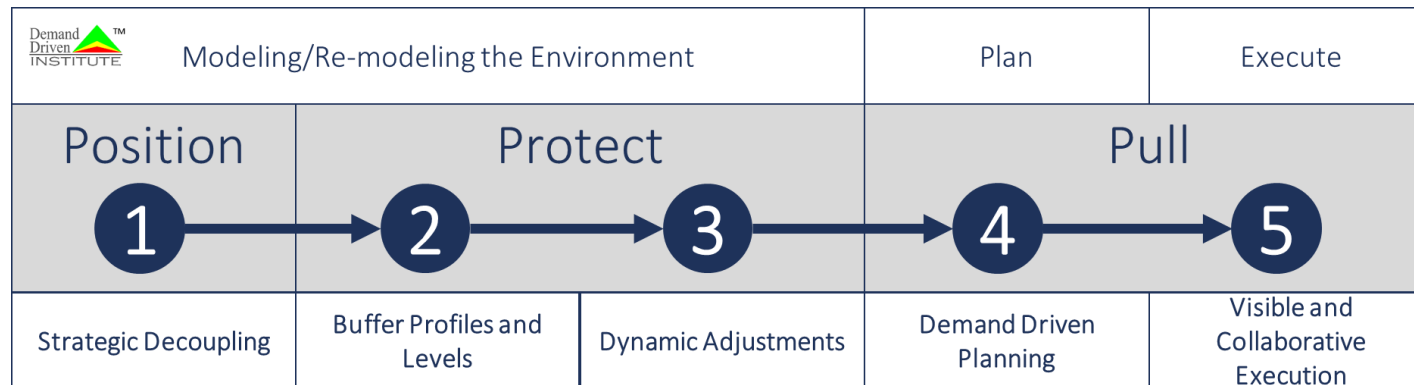 Demand
Driven
INSTITUTE
TM
Modeling/Re-modeling the Environment
Plan
Execute
Position
Protect
Pull
1
2
3
4
5
Strategic Decoupling
Buffer Profiles and
Levels
Dynamic Adjustments
Demand Driven
Planning
Visible and
Collaborative
Execution